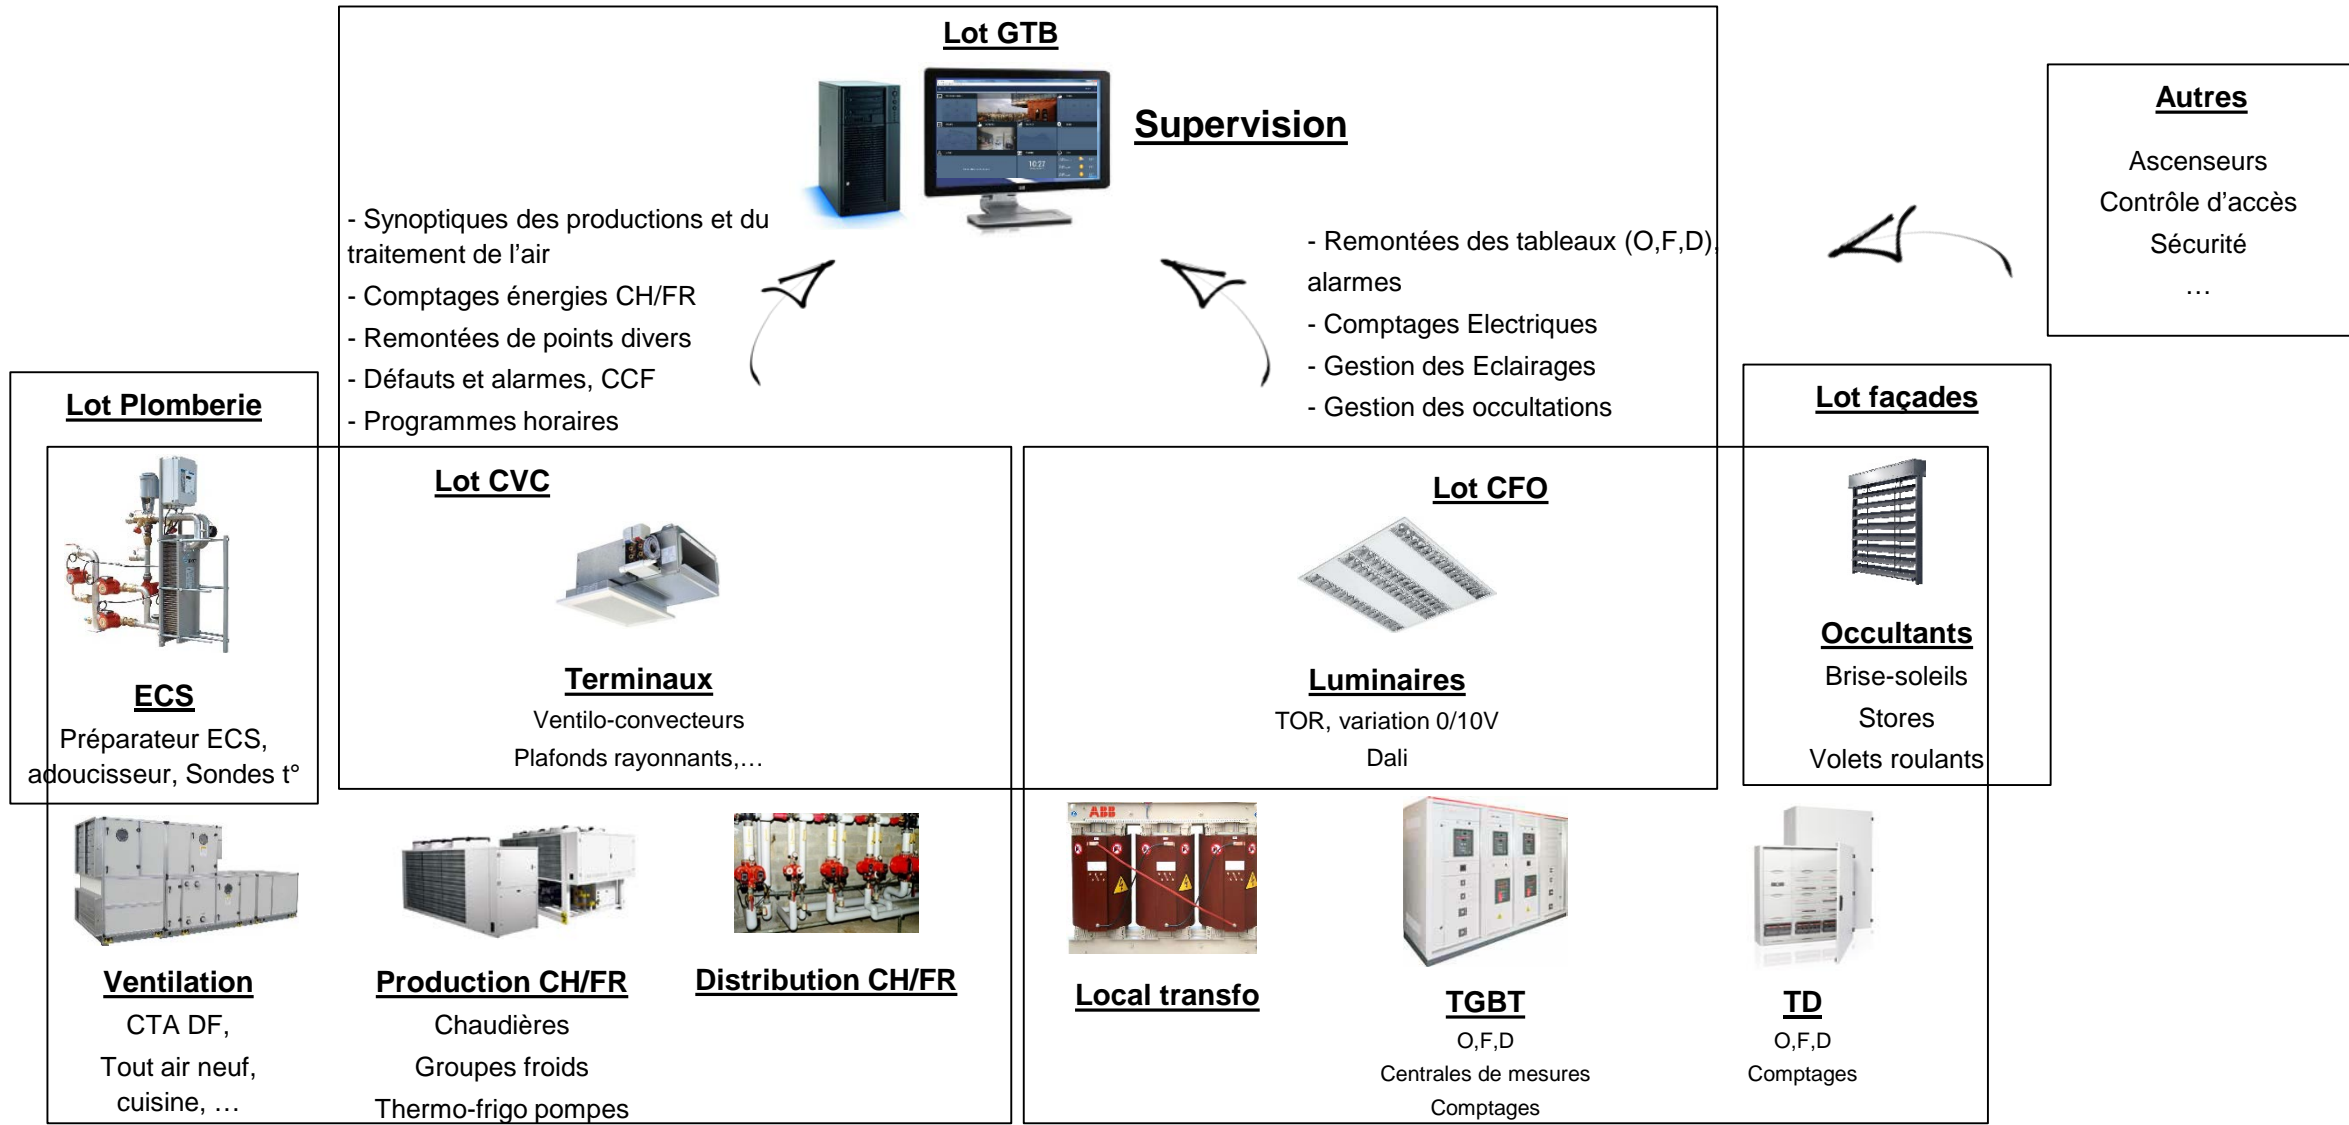 Lot GTB
Supervision
10:27
- Synoptiques des productions et du
traitement de l'air
- Comptages énergies CH/FR
- Remontées de points divers
- Défauts et alarmes, CCF
- Programmes horaires
- Remontées des tableaux (O,F,D),
alarmes
- Comptages Electriques
- Gestion des Eclairages
- Gestion des occultations
Autres
Ascenseurs
Contrôle d'accès
Sécurité
…
Lot Plomberie
ECS
Préparateur ECS,
adoucisseur, Sondes t°
Lot CVC
Terminaux
Ventilo-convecteurs
Plafonds rayonnants,…
Lot CFO
Luminaires
TOR, variation 0/10V
Dali
Lot façades
Occultants
Brise-soleils
Stores
Volets roulants
Ventilation
CTA DF,
Tout air neuf,
cuisine, …
Production CH/FR
Chaudières
Groupes froids
Thermo-frigo pompes
Distribution CH/FR
ABB
Local transfo
TGBT
O,F,D
Centrales de mesures
Comptages
TD
O,F,D
Comptages